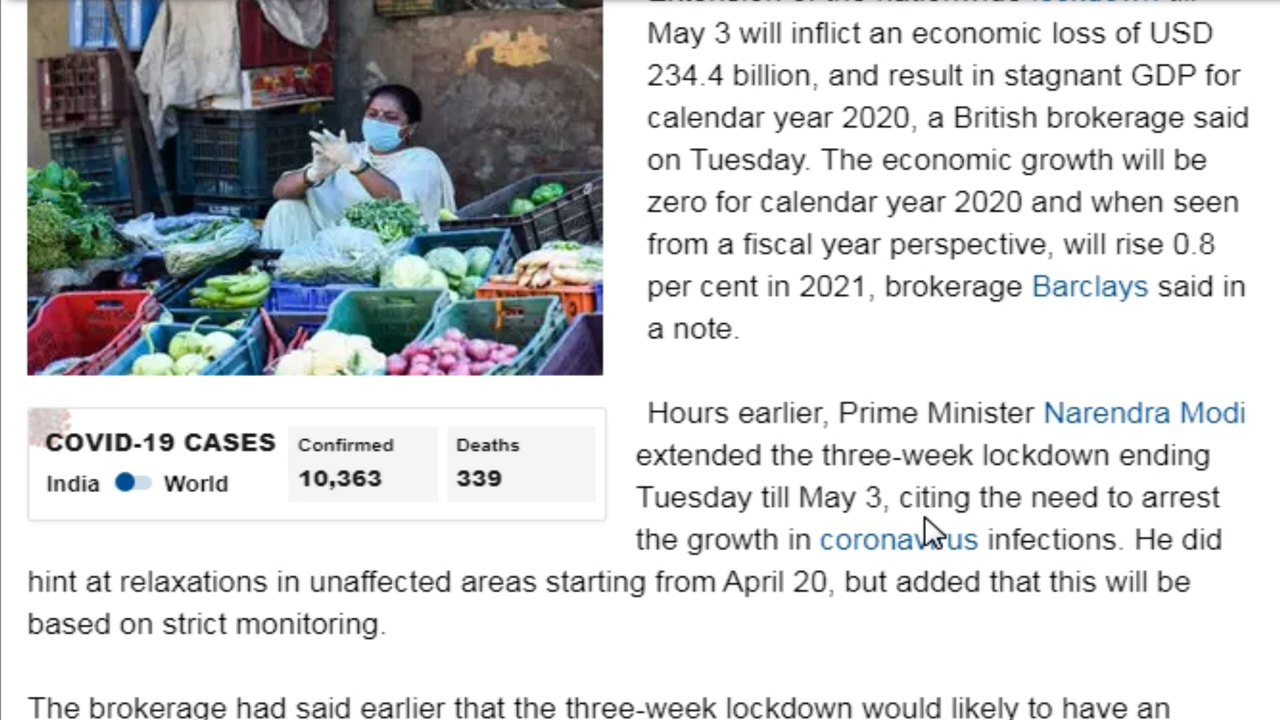 May 3 will inflict an economic loss of USD
234.4 billion, and result in stagnant GDP for
calendar year 2020, a British brokerage said
on Tuesday. The economic growth will be
zero for calendar year 2020 and when seen
from a fiscal year perspective, will rise 0.8
per cent in 2021, brokerage Barclays said in
a note.
COVID-19 CASES
India World
Confirmed
10,363
Deaths
339
Hours earlier, Prime Minister Narendra Modi
extended the three-week lockdown ending
Tuesday till May 3, citing the need to arrest
the growth in coronavirus infections. He did
hint at relaxations in unaffected areas starting from April 20, but added that this will be
based on strict monitoring.
The brokerage had said earlier that the three-week lockdown would likely to have an